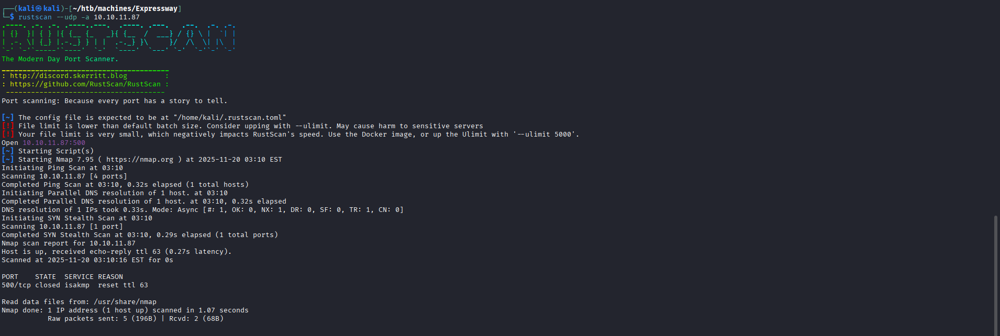 ┌──(kali㉿kali)-[~/htb/machines/Expressway]
└─$ rustscan --udp -a 10.10.11.87
.----. .-. .-. .----..---.  .----. .---.   .--.  .-. .-.
| {}  }| { } |{ {__ {_   _}{ {__  /  ___} / {} \ |  `| |
| .-. \| {_} |.-._} } | |  .-._} }\     }/  /\  \| |\  |
`-' `-'`-----'`----'  `-'  `----'  `---' `-'  `-'`-' `-'
The Modern Day Port Scanner.
________________________________________
: http://discord.skerritt.blog         :
: https://github.com/RustScan/RustScan :
 --------------------------------------
Port scanning: Because every port has a story to tell.

[~] The config file is expected to be at "/home/kali/.rustscan.toml"
[!] File limit is lower than default batch size. Consider upping with --ulimit. May cause harm to sensitive servers
[!] Your file limit is very small, which negatively impacts RustScan's speed. Use the Docker image, or up the Ulimit with '--ulimit 5000'.
Open 10.10.11.87:500
[~] Starting Script(s)
[~] Starting Nmap 7.95 ( https://nmap.org ) at 2025-11-20 03:10 EST
Initiating Ping Scan at 03:10
Scanning 10.10.11.87 [4 ports]
Completed Ping Scan at 03:10, 0.32s elapsed (1 total hosts)
Initiating Parallel DNS resolution of 1 host. at 03:10
Completed Parallel DNS resolution of 1 host. at 03:10, 0.32s elapsed
DNS resolution of 1 IPs took 0.33s. Mode: Async [#: 1, OK: 0, NX: 1, DR: 0, SF: 0, TR: 1, CN: 0]
Initiating SYN Stealth Scan at 03:10
Scanning 10.10.11.87 [1 port]
Completed SYN Stealth Scan at 03:10, 0.29s elapsed (1 total ports)
Nmap scan report for 10.10.11.87
Host is up, received echo-reply ttl 63 (0.27s latency).
Scanned at 2025-11-20 03:10:16 EST for 0s

PORT    STATE  SERVICE REASON
500/tcp closed isakmp  reset ttl 63

Read data files from: /usr/share/nmap
Nmap done: 1 IP address (1 host up) scanned in 1.07 seconds
           Raw packets sent: 5 (196B) | Rcvd: 2 (68B)